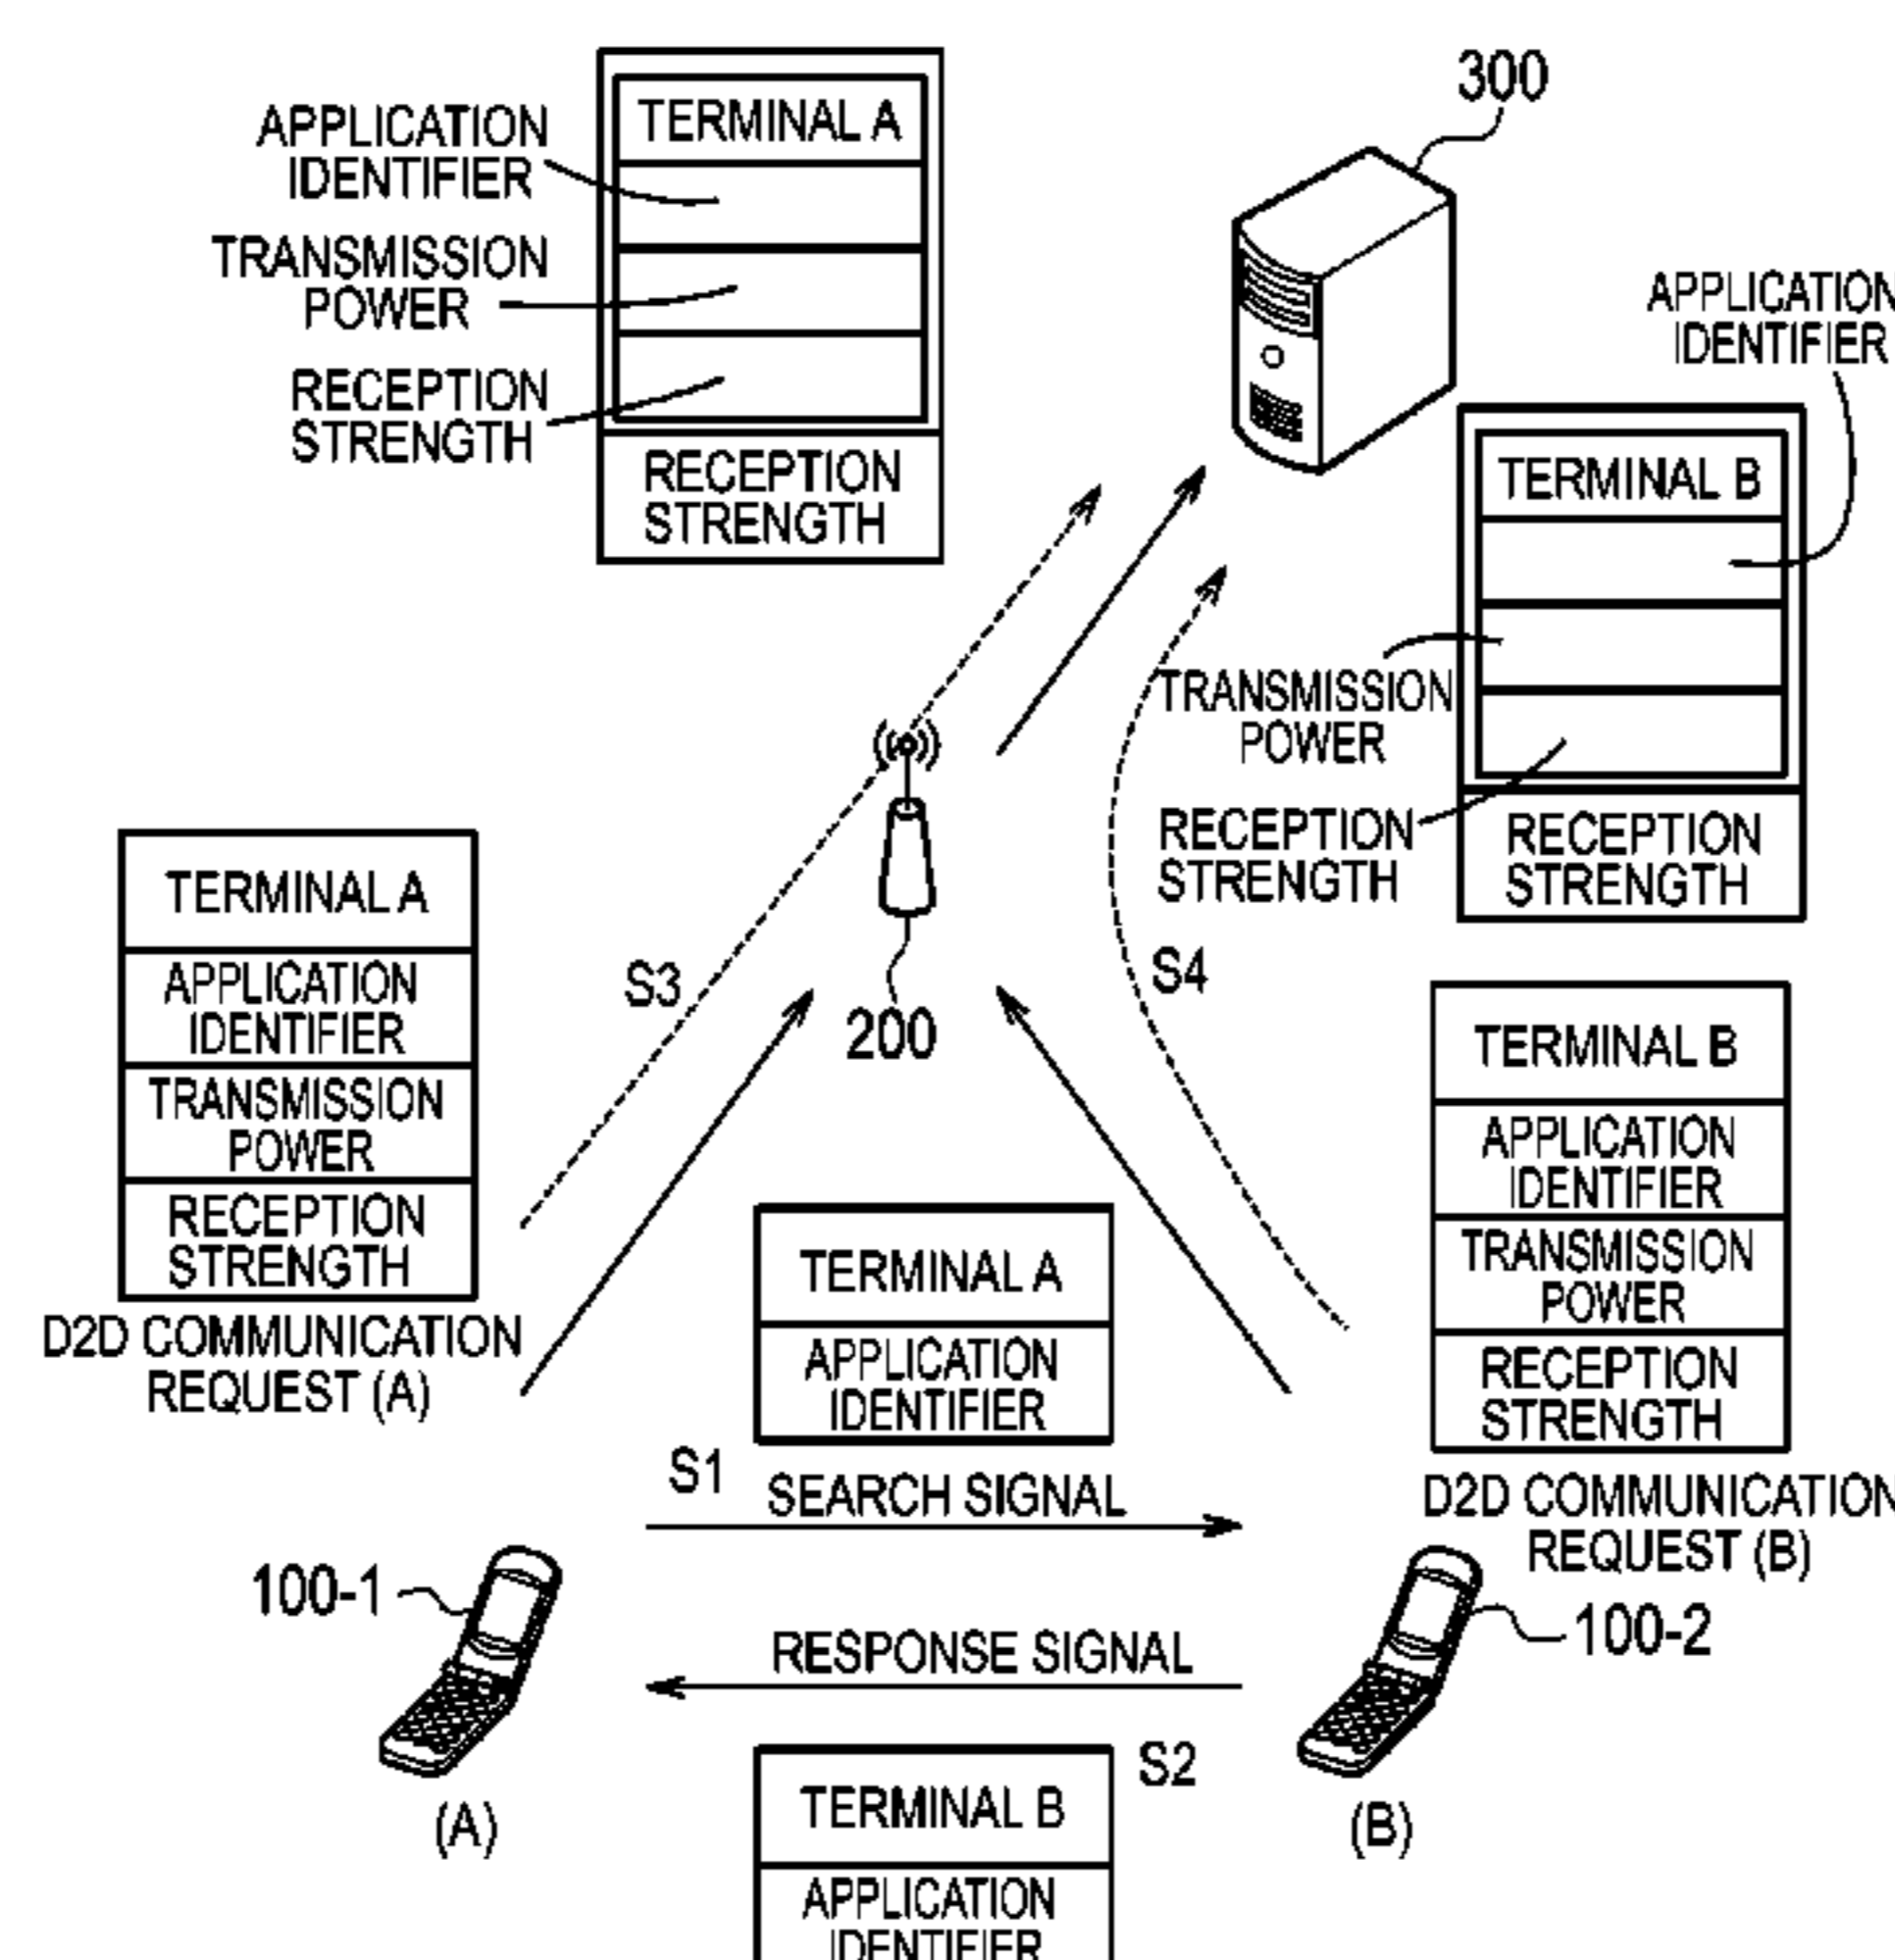 300
TERMINAL A
APPLICATION
IDENTIFIER
TRANSMISSION
POWER
RECEPTION
STRENGTH
RECEPTION
STRENGTH
APPLICATION
IDENTIFIER
TERMINAL B
TRANSMISSION
POWER
RECEPTION
STRENGTH
RECEPTION
STRENGTH
TERMINAL A
APPLICATION
IDENTIFIER
TRANSMISSION
POWER
RECEPTION
STRENGTH
D2D COMMUNICATION
REQUEST (A)
S3
200
S4
TERMINAL B
APPLICATION
IDENTIFIER
TRANSMISSION
POWER
RECEPTION
STRENGTH
D2D COMMUNICATION
REQUEST (B)
TERMINAL A
APPLICATION
IDENTIFIER
S1
SEARCH SIGNAL
100-1
100-2
RESPONSE SIGNAL
S2
(A)
(B)
TERMINAL B
APPLICATION
IDENTIFIER